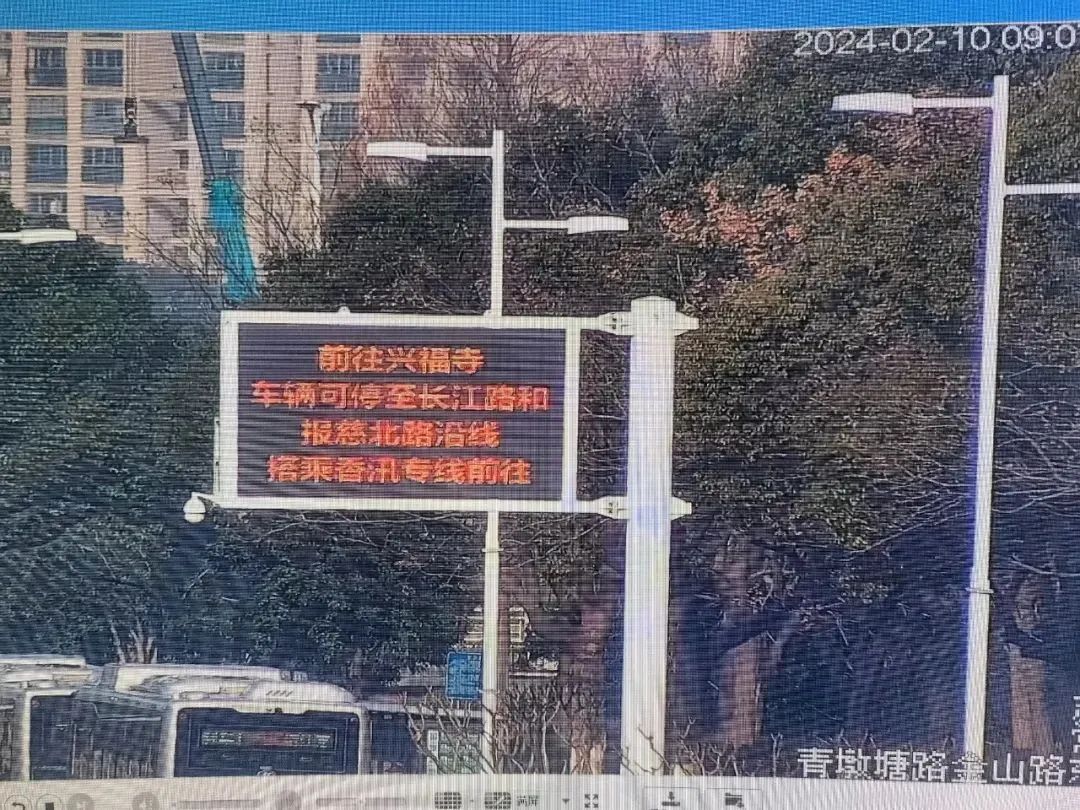 2024-02-10 09:0
前往兴福寺
车辆可停至长江路和
报慈北路沿线
搭乘香汛专线前往
青墩塘路金山路